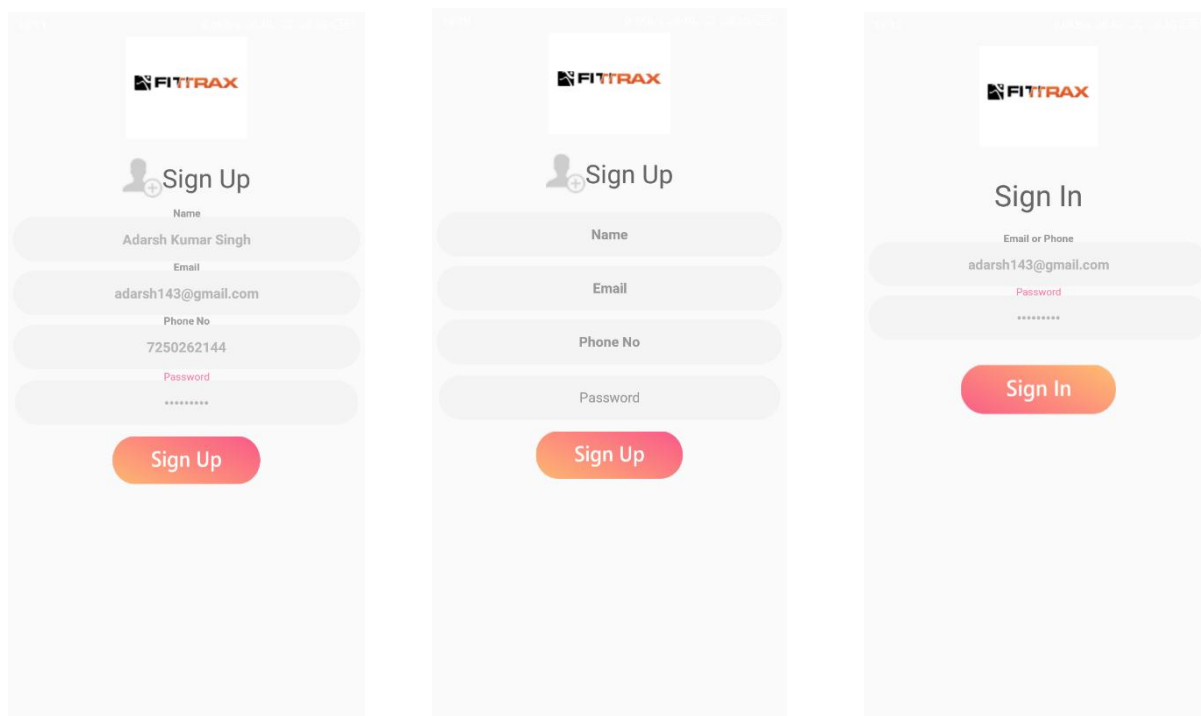 FITTRAX
Sign Up
Name
Adarsh Kumar Singh
Email
adarsh143@gmail.com
Phone No
7250262144
Password
•••••••••
Sign Up
FITTRAX
Sign Up
Name
Email
Phone No
Password
Sign Up
FITTRAX
Sign In
Email or Phone
adarsh143@gmail.com
Password
•••••••••
Sign In